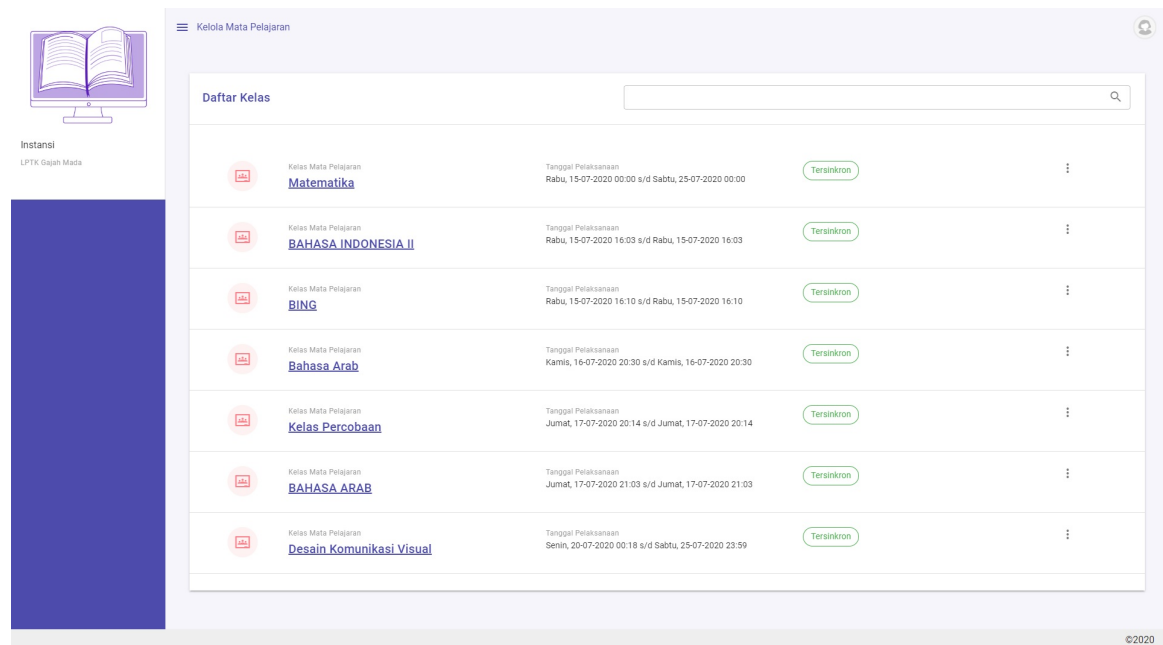 Kelola Mata Pelajaran
Instansi
LPTK Gajah Mada
Daftar Kelas
Kelas Mata Pelajaran
Matematika
Tanggal Pelaksanaan
Rabu, 15-07-2020 00:00 s/d Sabtu, 25-07-2020 00:00
Tersinkron
Kelas Mata Pelajaran
BAHASA INDONESIA II
Tanggal Pelaksanaan
Rabu, 15-07-2020 16:03 s/d Rabu, 15-07-2020 16:03
Tersinkron
Kelas Mata Pelajaran
BING
Tanggal Pelaksanaan
Rabu, 15-07-2020 16:10 s/d Rabu, 15-07-2020 16:10
Tersinkron
Kelas Mata Pelajaran
Bahasa Arab
Tanggal Pelaksanaan
Kamis, 16-07-2020 20:30 s/d Kamis, 16-07-2020 20:30
Tersinkron
Kelas Mata Pelajaran
Kelas Percobaan
Tanggal Pelaksanaan
Jumat, 17-07-2020 20:14 s/d Jumat, 17-07-2020 20:14
Tersinkron
Kelas Mata Pelajaran
BAHASA ARAB
Tanggal Pelaksanaan
Jumat, 17-07-2020 21:03 s/d Jumat, 17-07-2020 21:03
Tersinkron
Kelas Mata Pelajaran
Desain Komunikasi Visual
Tanggal Pelaksanaan
Senin, 20-07-2020 00:18 s/d Sabtu, 25-07-2020 23:59
Tersinkron
©2020